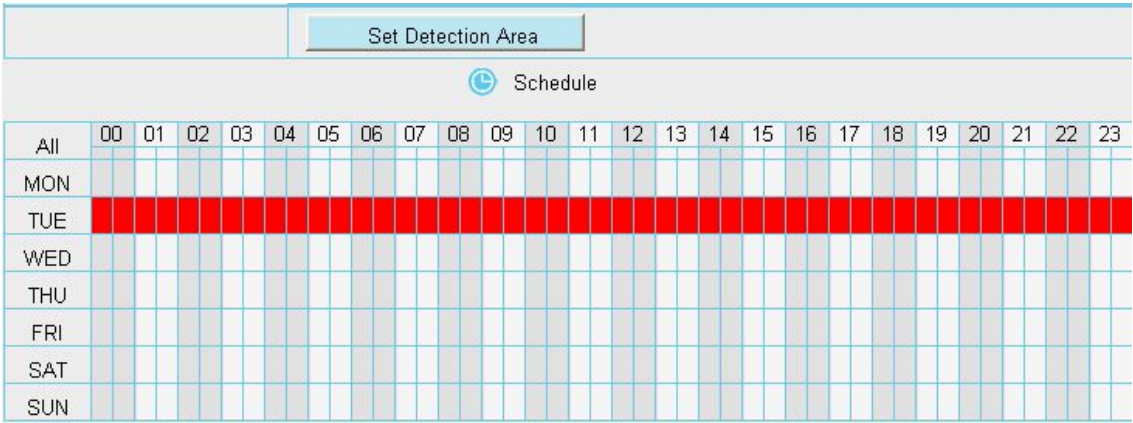 Set Detection Area
Schedule
All 00 01 02 03 04 05 06 07 08 09 10 11 12 13 14 15 16 17 18 19 20 21 22 23
MON
TUE
WED
THU
FRI
SAT
SUN